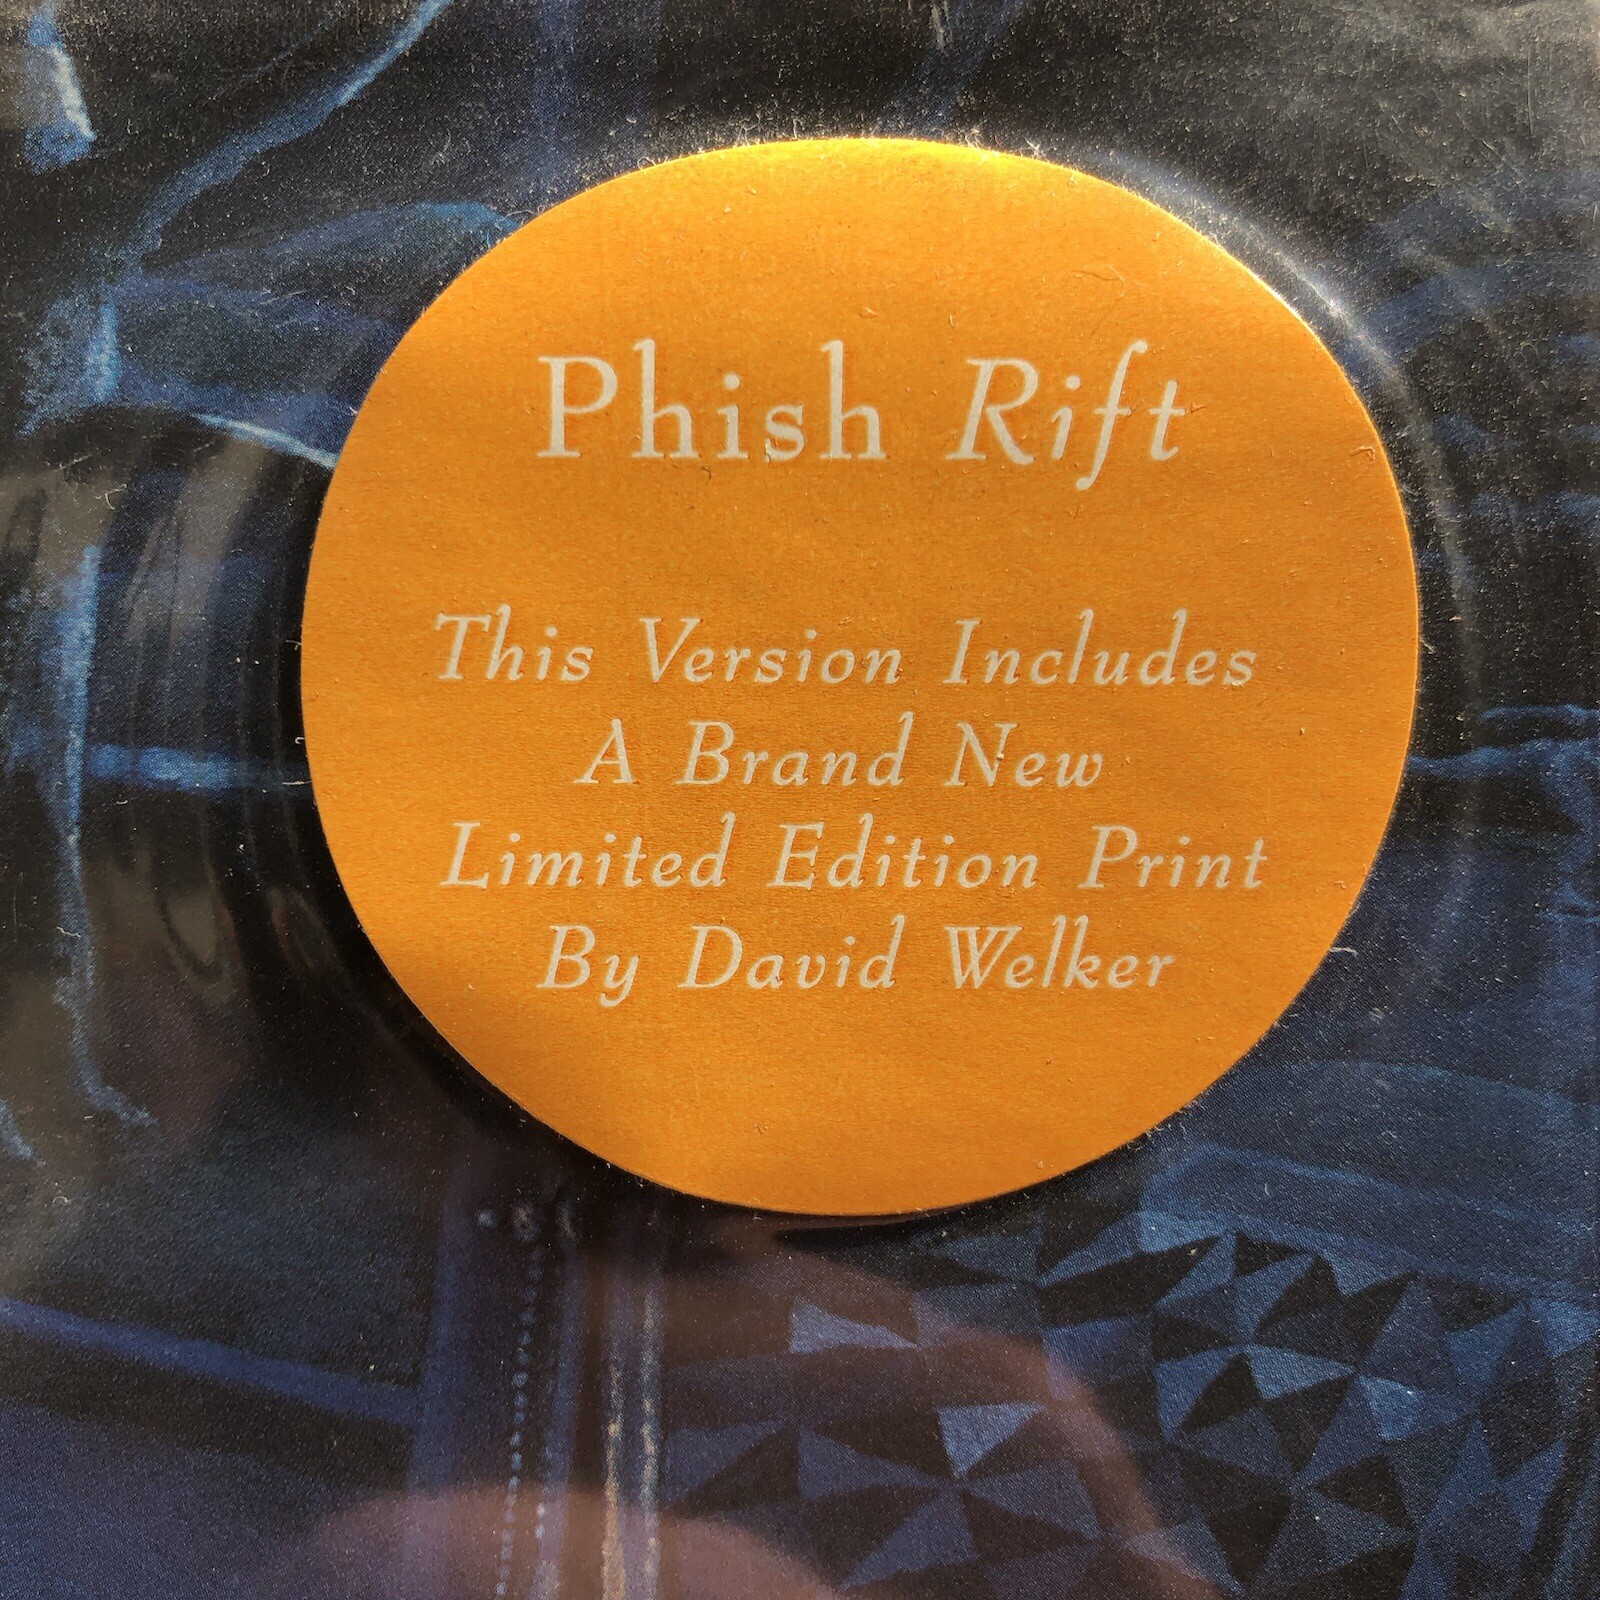 Phish Rift
This Version Includes
A Brand New
Limited Edition Print
By David Welker